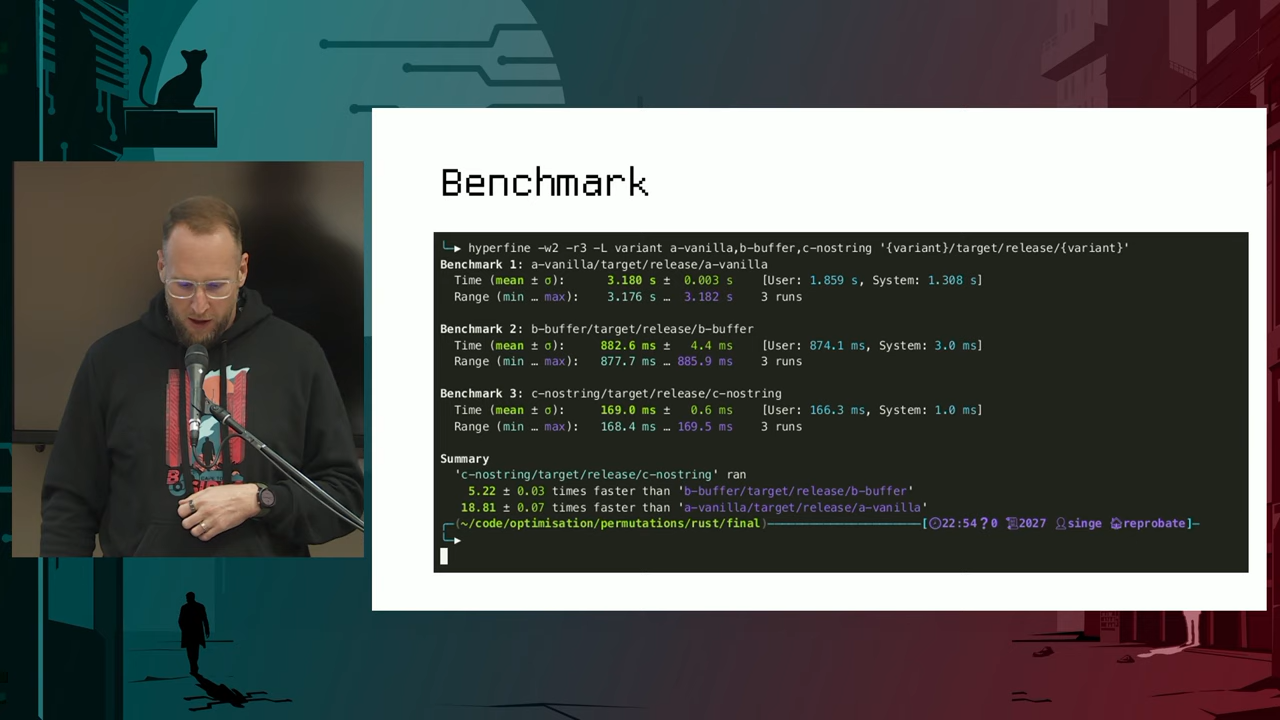 Benchmark
╰─▶ hyperfine -w2 -r3 -L variant a-vanilla,b-buffer,c-nostring '{variant}/target/release/{variant}'
Benchmark 1: a-vanilla/target/release/a-vanilla
Time (mean ± σ): 3.180 s ± 0.003 s [User: 1.859 s, System: 1.308 s]
Range (min … max): 3.176 s … 3.182 s 3 runs
Benchmark 2: b-buffer/target/release/b-buffer
Time (mean ± σ): 882.6 ms ± 4.4 ms [User: 874.1 ms, System: 3.0 ms]
Range (min … max): 877.7 ms … 885.9 ms 3 runs
Benchmark 3: c-nostring/target/release/c-nostring
Time (mean ± σ): 169.0 ms ± 0.6 ms [User: 166.3 ms, System: 1.0 ms]
Range (min … max): 168.4 ms … 169.5 ms 3 runs
Summary
'c-nostring/target/release/c-nostring' ran
5.22 ± 0.03 times faster than 'b-buffer/target/release/b-buffer'
18.81 ± 0.07 times faster than 'a-vanilla/target/release/a-vanilla'
(~/code/optimisation/permutations/rust/final) [22:54?0 2027 singe reprobate]